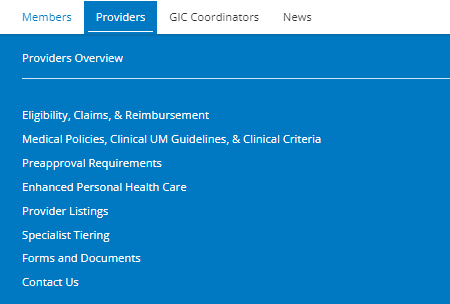 Members Providers GIC Coordinators News
Providers Overview
Eligibility, Claims, & Reimbursement
Medical Policies, Clinical UM Guidelines, & Clinical Criteria
Preapproval Requirements
Enhanced Personal Health Care
Provider Listings
Specialist Tiering
Forms and Documents
Contact Us